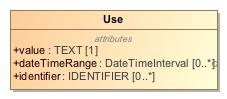 Use
attributes
+value : TEXT [1]
+dateTimeRange : DateTimeInterval [0..*]
+identifier : IDENTIFIER [0..*]